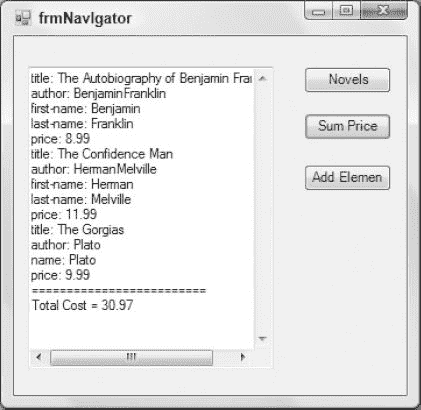 frmNavIgator
title: The Autobiography of Benjamin Fra
author: BenjaminFranklin
first-name: Benjamin
last-name: Franklin
price: 8.99
title: The Confidence Man
author: HermanMelville
first-name: Herman
last-name: Melville
price: 11.99
title: The Gorgias
author: Plato
name: Plato
price: 9.99
=========================
Total Cost = 30.97
Novels
Sum Price
Add Elemen